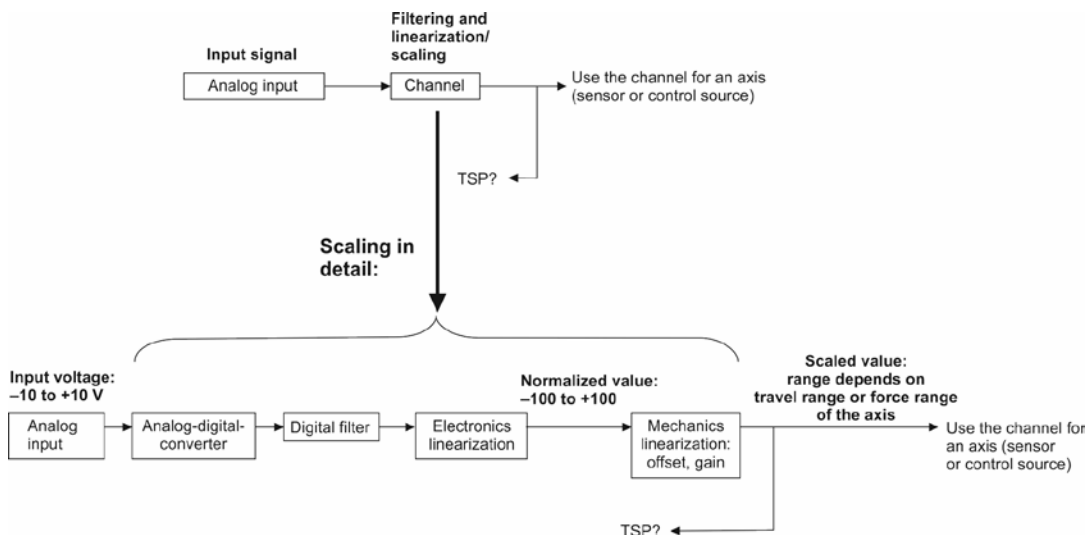 Filtering and
linearization/
scaling
Input signal
Analog input
Channel
Use the channel for an axis
(sensor or control source)
TSP?
Scaling in
detail:
Input voltage:
–10 to +10 V
Normalized value:
–100 to +100
Scaled value:
range depends on
travel range or force range
of the axis
Analog
input
Analog-digital-
converter
Digital filter
Electronics
linearization
Mechanics
linearization:
offset, gain
Use the channel for
an axis (sensor
or control source)
TSP?